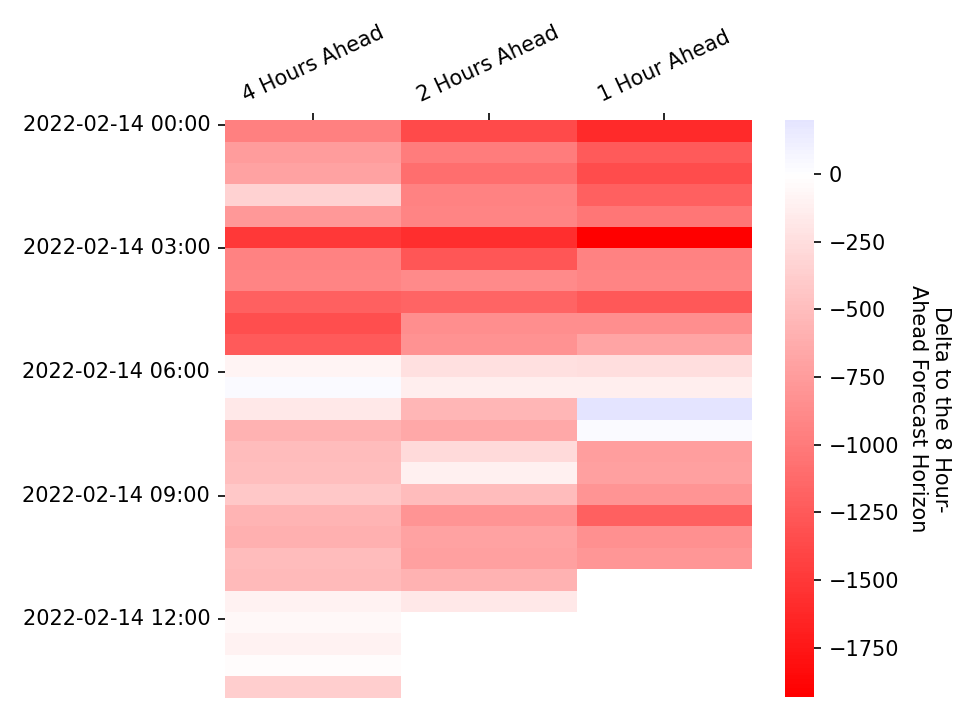 4 Hours Ahead
2 Hours Ahead
1 Hour Ahead
2022-02-14 00:00
2022-02-14 03:00
2022-02-14 06:00
2022-02-14 09:00
2022-02-14 12:00
0
−250
−500
−750
−1000
−1250
−1500
−1750
Delta to the 8 Hour-
Ahead Forecast Horizon